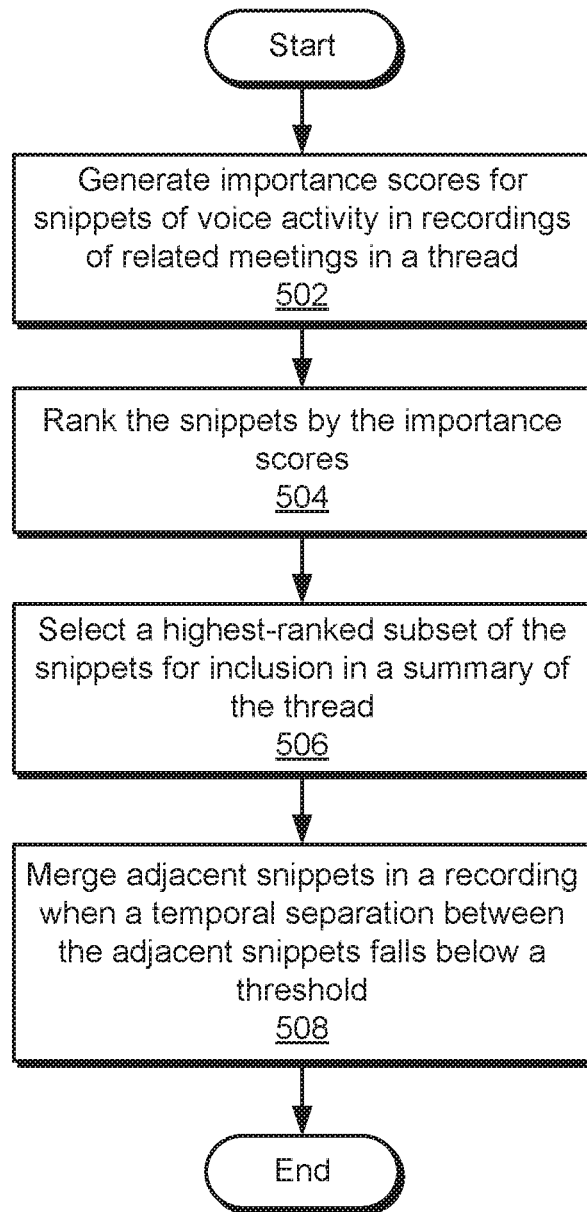 Start
Generate importance scores for
snippets of voice activity in recordings
of related meetings in a thread
502
Rank the snippets by the importance
scores
504
Select a highest-ranked subset of the
snippets for inclusion in a summary of
the thread
506
Merge adjacent snippets in a recording
when a temporal separation between
the adjacent snippets falls below a
threshold
508
End